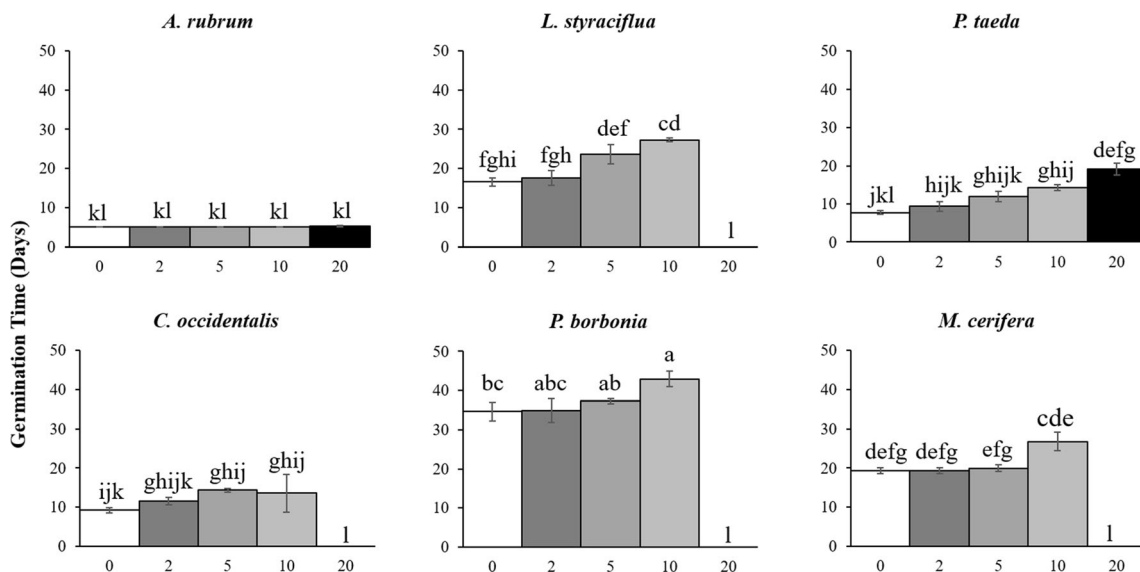 A. rubrum
L. styraciflua
P. taeda
Germination Time (Days)
50
40
30
20
10
0
kl kl kl kl kl
0 2 5 10 20
50
40
30
20
10
0
fghi fgh def cd l
0 2 5 10 20
50
40
30
20
10
0
jkl hijk ghijk ghij defg
0 2 5 10 20
C. occidentalis
P. borbonia
M. cerifera
50
40
30
20
10
0
ijk ghijk ghij ghij l
0 2 5 10 20
50
40
30
20
10
0
bc abc ab a l
0 2 5 10 20
50
40
30
20
10
0
defg defg efg cde l
0 2 5 10 20